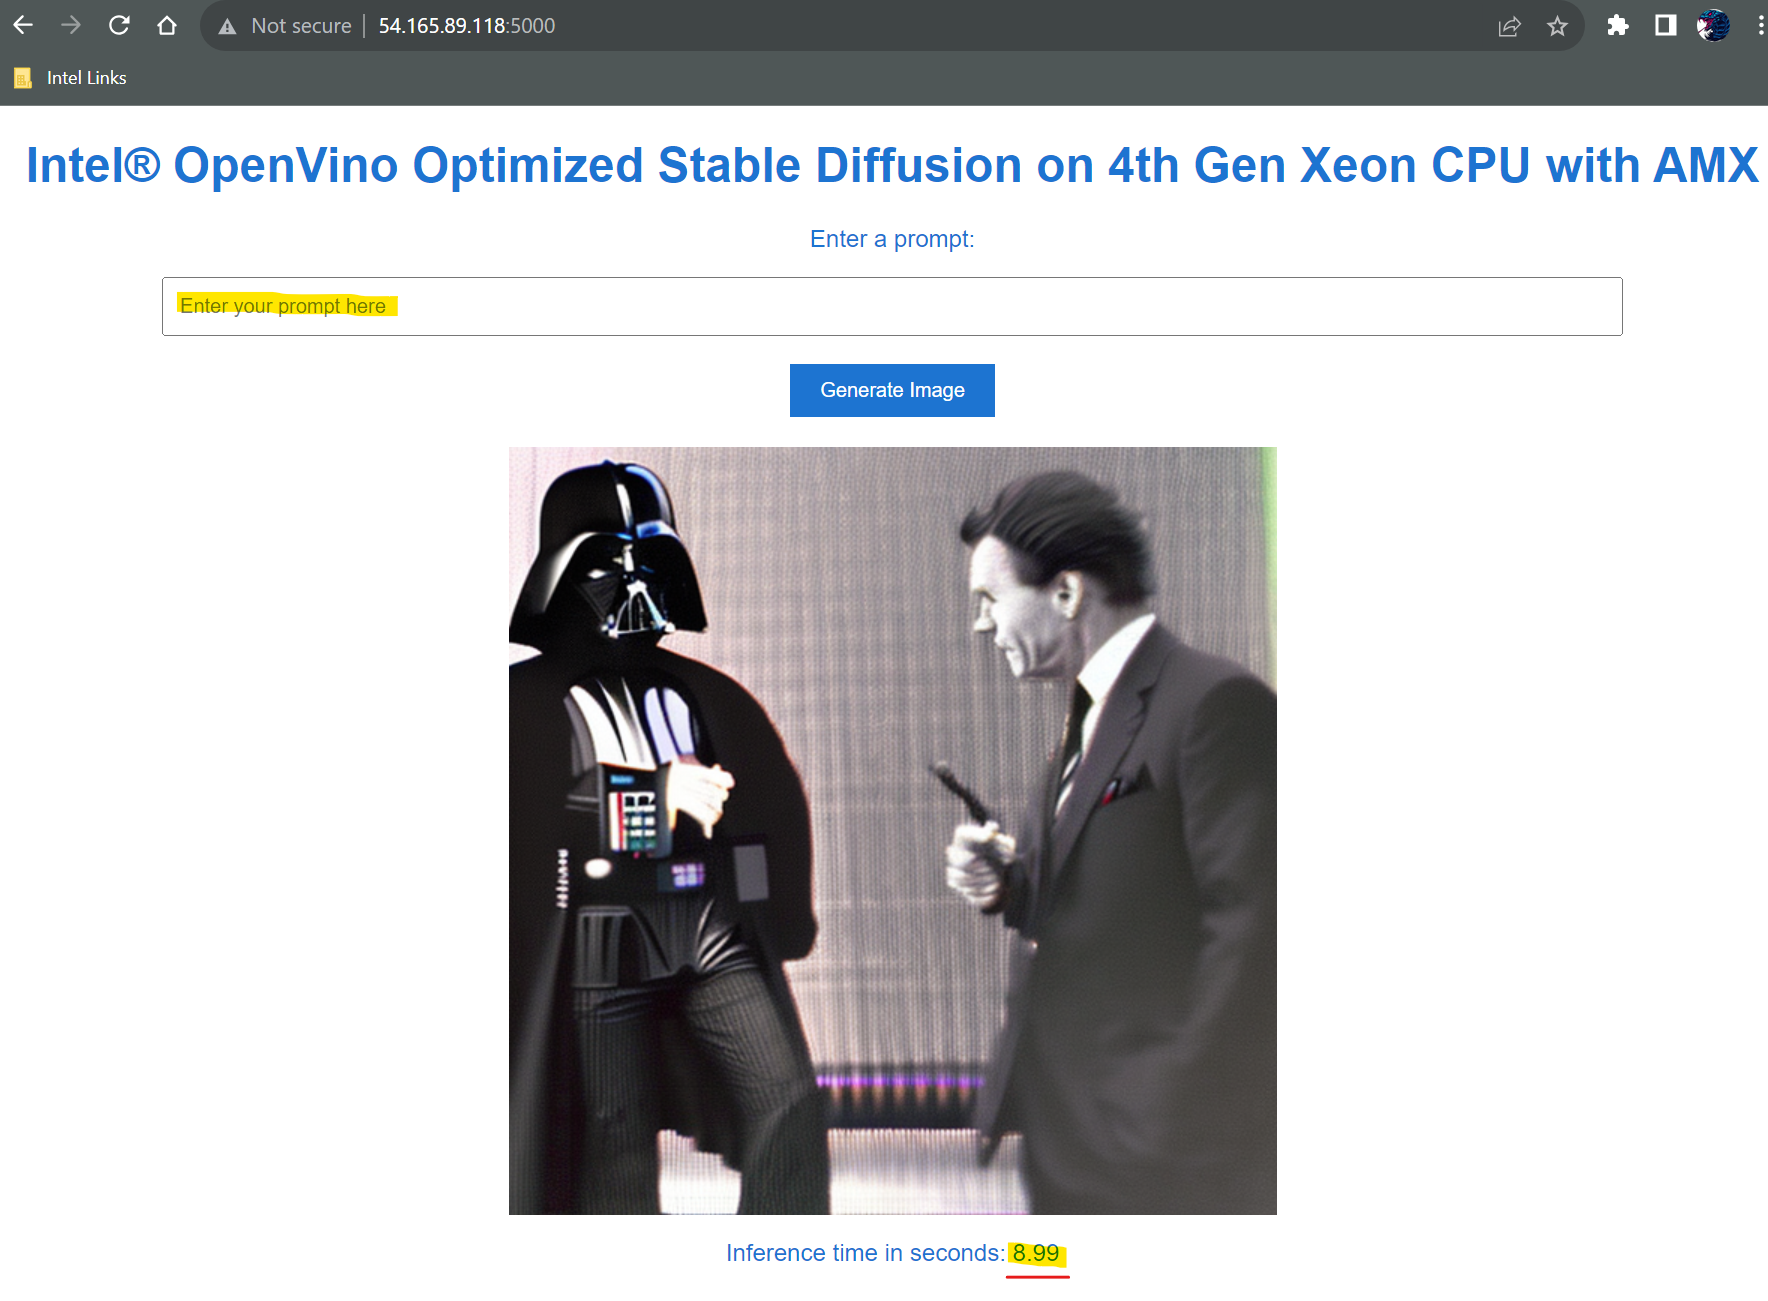 Not secure | 54.165.89.118:5000
Intel Links
Intel® OpenVino Optimized Stable Diffusion on 4th Gen Xeon CPU with AMX
Enter a prompt:
Enter your prompt here
Generate Image
Inference time in seconds: 8.99